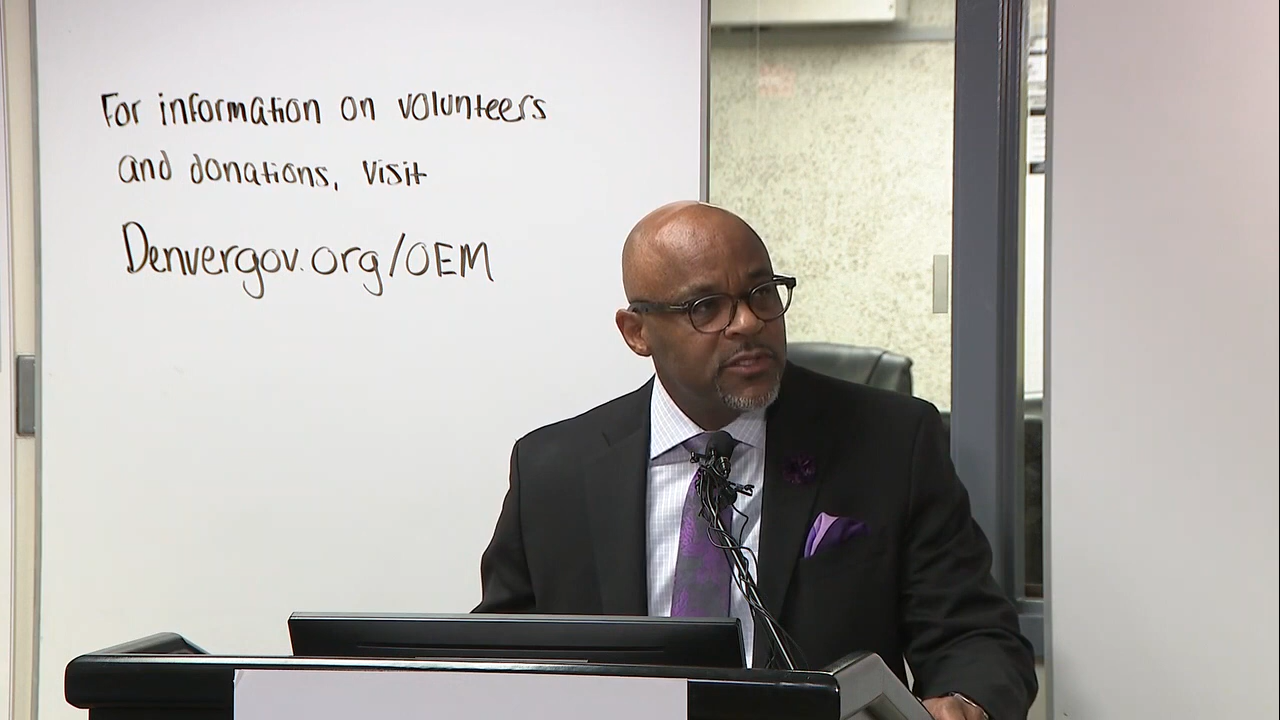 For information on volunteers
and donations, visit
Denvergov.org/OEM